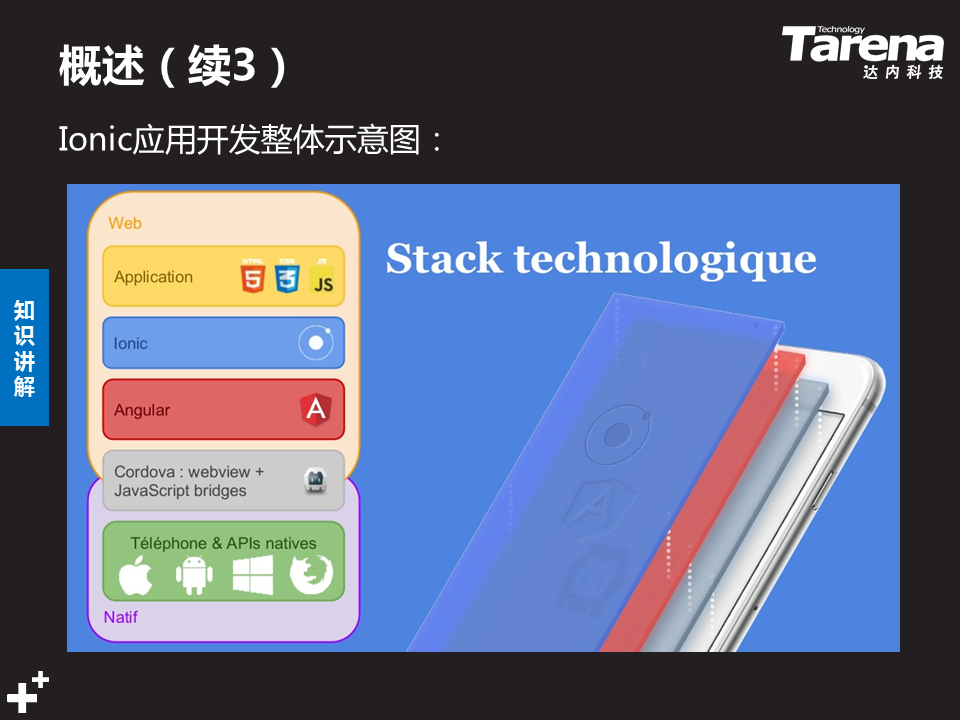 概述（续3）
Technology
Tarena
达内科技
Ionic应用开发整体示意图：
知识讲解
Web
Application
HTML
5
CSS
3
JS
JS
Ionic
Angular
A
Cordova : webview +
JavaScript bridges
Téléphone & APIs natives
Natif
Stack technologique